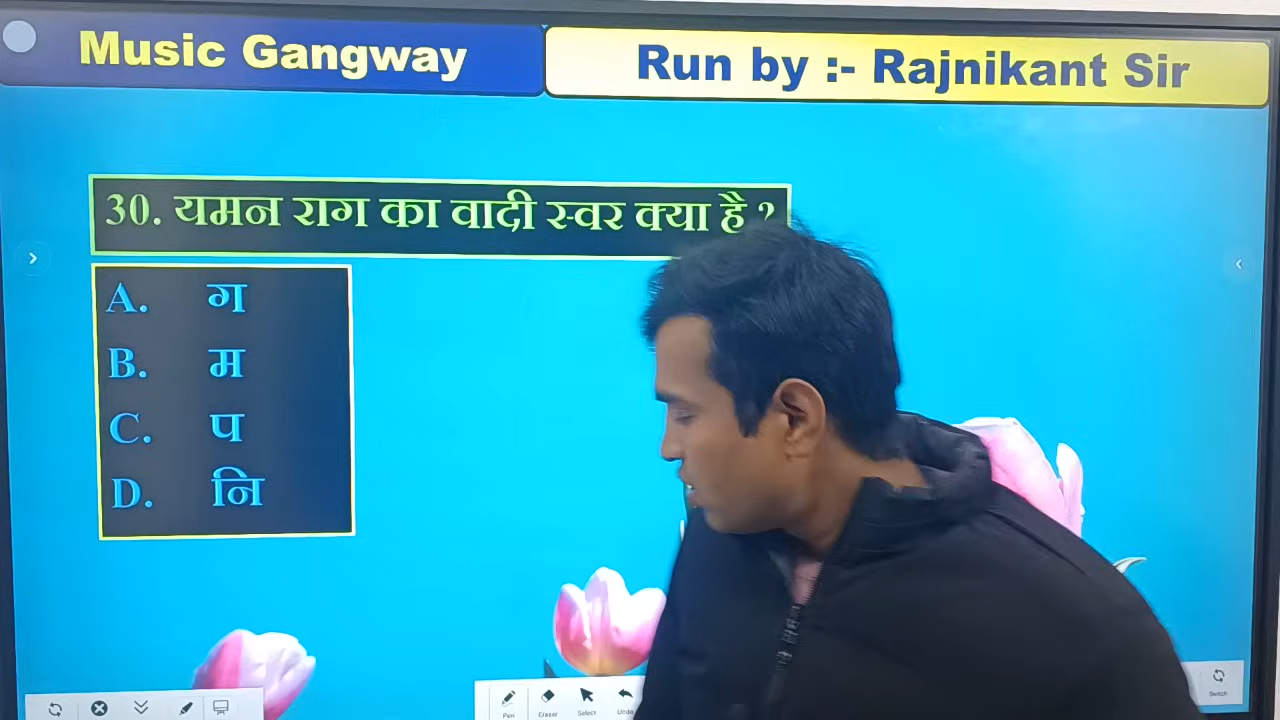 Music Gangway
Run by :- Rajnikant Sir
30. यमन राग का वादी स्वर क्या है ?
A. ग
B. म
C. प
D. नि
Pen
Eraser
Select
Undo
Switch